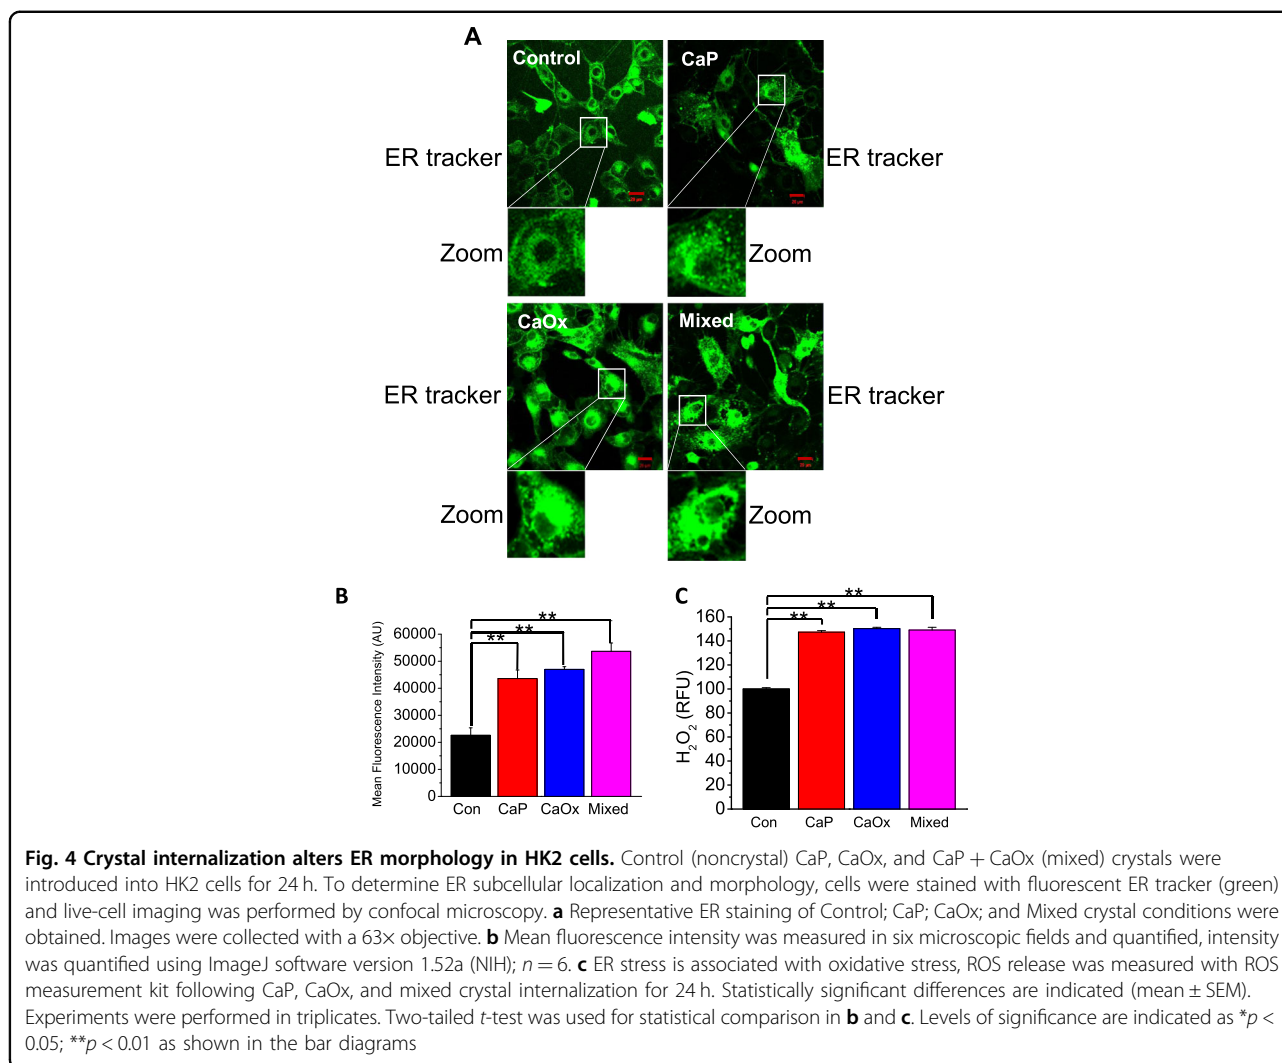 A
Control
CaP
ER tracker
ER tracker
20 µm
Zoom
Zoom
CaOx
Mixed
ER tracker
ER tracker
Zoom
Zoom
B
Mean Fluorescence Intensity (AU)
60000
50000
40000
30000
20000
10000
0
**
**
**
Con CaP CaOx Mixed
C
H2O2 (RFU)
160
140
120
100
80
60
40
20
0
**
**
**
Con CaP CaOx Mixed
Fig. 4 Crystal internalization alters ER morphology in HK2 cells. Control (noncrystal) CaP, CaOx, and CaP + CaOx (mixed) crystals were
introduced into HK2 cells for 24 h. To determine ER subcellular localization and morphology, cells were stained with fluorescent ER tracker (green)
and live-cell imaging was performed by confocal microscopy. a Representative ER staining of Control; CaP; CaOx; and Mixed crystal conditions were
obtained. Images were collected with a 63× objective. b Mean fluorescence intensity was measured in six microscopic fields and quantified, intensity
was quantified using ImageJ software version 1.52a (NIH); n = 6. c ER stress is associated with oxidative stress, ROS release was measured with ROS
measurement kit following CaP, CaOx, and mixed crystal internalization for 24 h. Statistically significant differences are indicated (mean ± SEM).
Experiments were performed in triplicates. Two-tailed t-test was used for statistical comparison in b and c. Levels of significance are indicated as *p <
0.05; **p < 0.01 as shown in the bar diagrams